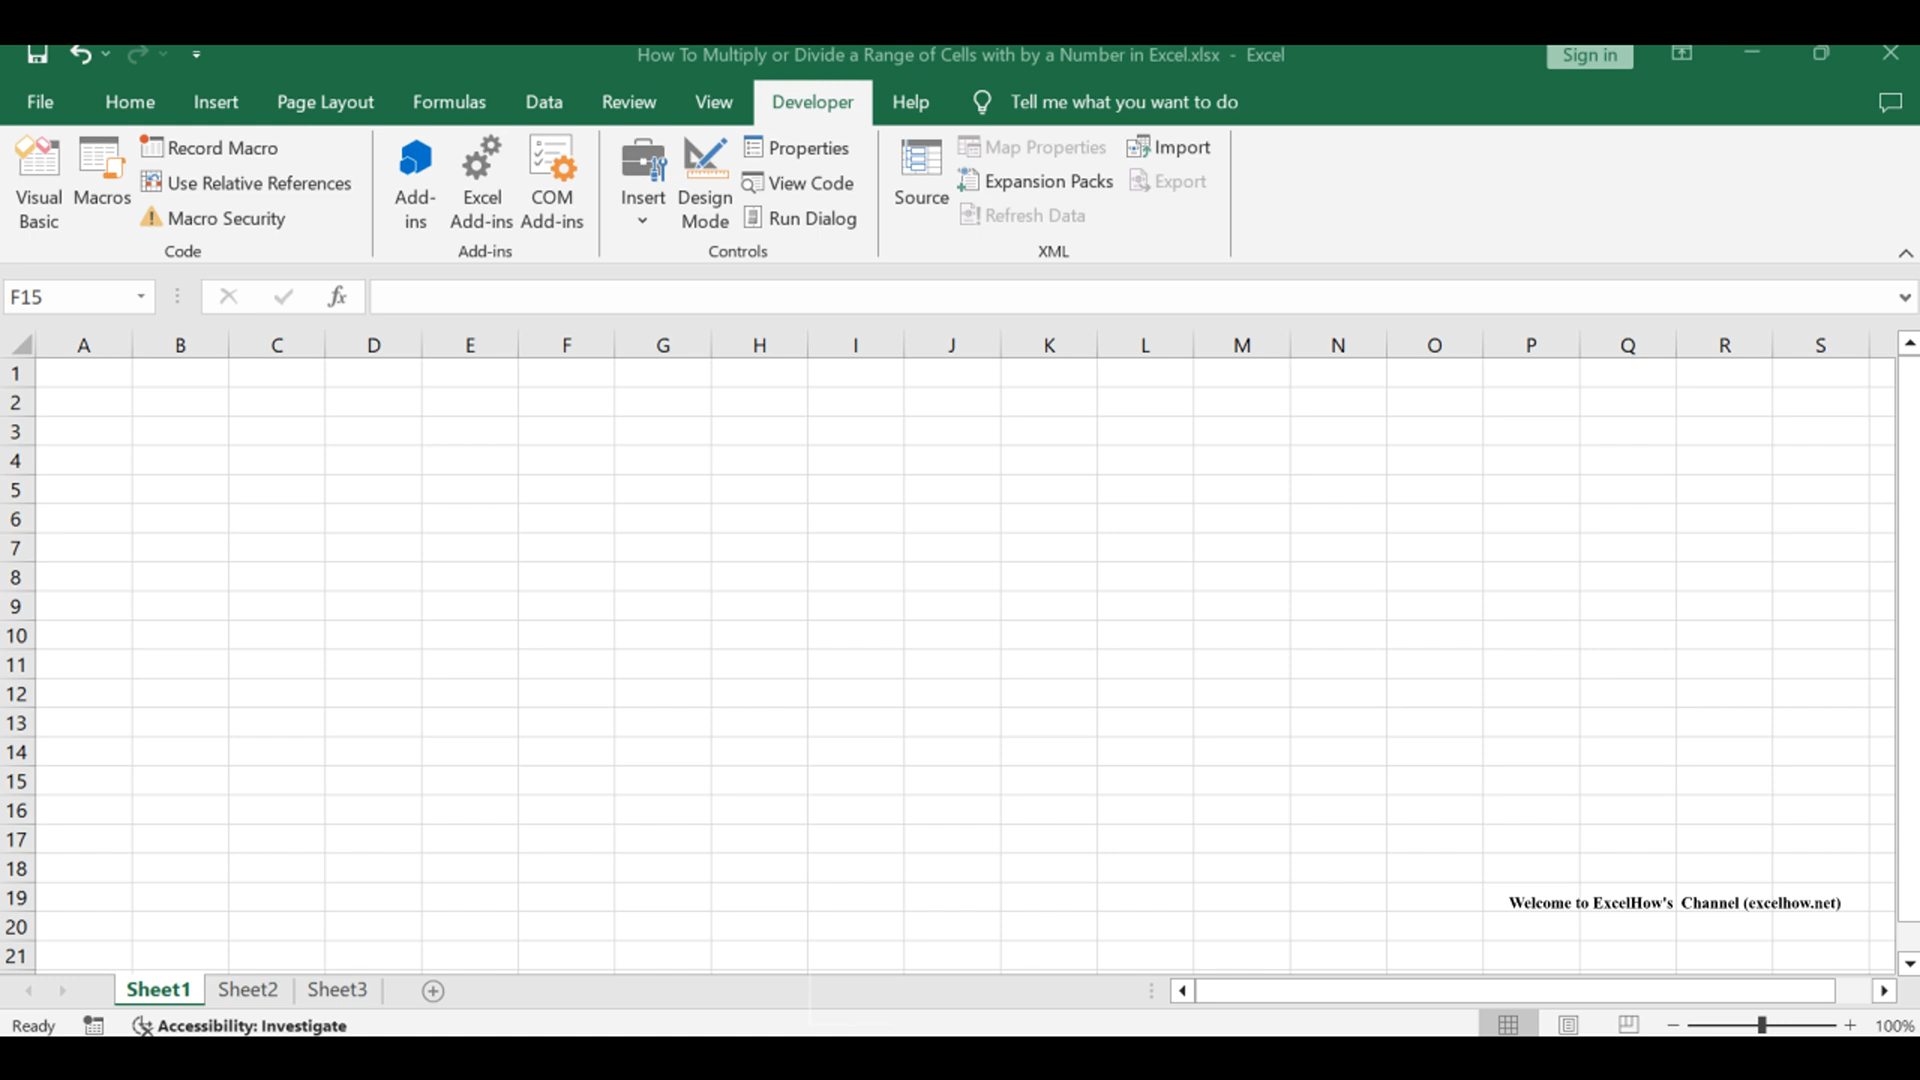 How To Multiply or Divide a Range of Cells with by a Number in Excel.xlsx - Excel
Sign in
File Home Insert Page Layout Formulas Data Review View Developer Help Tell me what you want to do
Visual Basic
Macros
Record Macro
Use Relative References
Macro Security
Code
Add-ins
Excel Add-ins
COM Add-ins
Add-ins
Insert
Design Mode
Properties
View Code
Run Dialog
Controls
Source
Map Properties
Expansion Packs
Refresh Data
Import
Export
XML
F15
fx
A B C D E F G H I J K L M N O P Q R S
1
2
3
4
5
6
7
8
9
10
11
12
13
14
15
16
17
18
19
Welcome to ExcelHow's Channel (excelhow.net)
20
21
Sheet1 Sheet2 Sheet3
Ready Accessibility: Investigate
100%